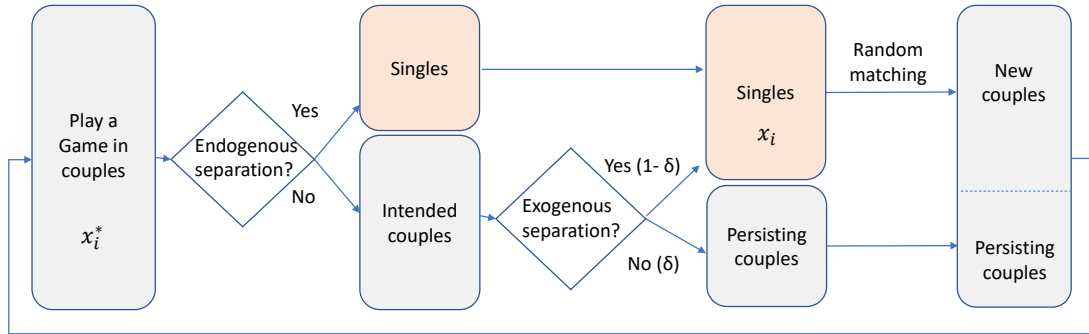 Play a
Game in
couples
x_i^*
Endogenous
separation?
Yes
No
Singles
Intended
couples
Exogenous
separation?
Yes (1- δ)
No (δ)
Singles
x_i
Persisting
couples
Random
matching
New
couples
Persisting
couples